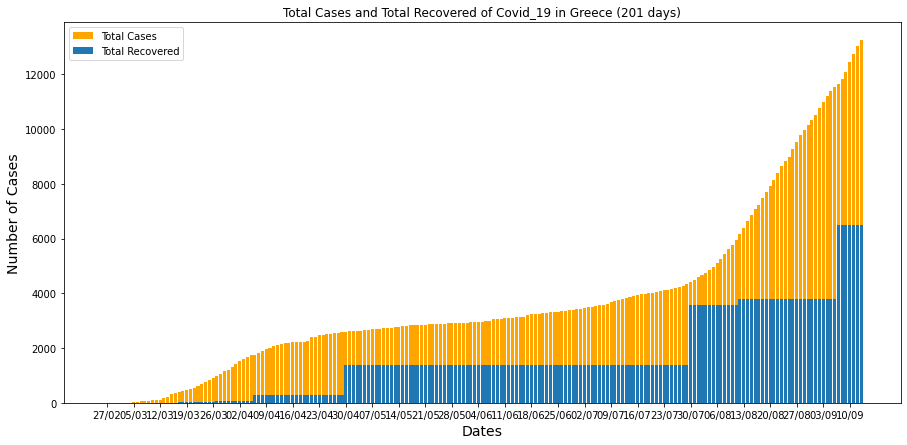 Total Cases and Total Recovered of Covid_19 in Greece (201 days)
Total Cases
Total Recovered
Number of Cases
12000
10000
8000
6000
4000
2000
0
27/02 05/03 12/03 19/03 26/03 02/04 09/04 16/04 23/04 30/04 07/05 14/05 21/05 28/05 04/06 11/06 18/06 25/06 02/07 09/07 16/07 23/07 30/07 06/08 13/08 20/08 27/08 03/09 10/09
Dates